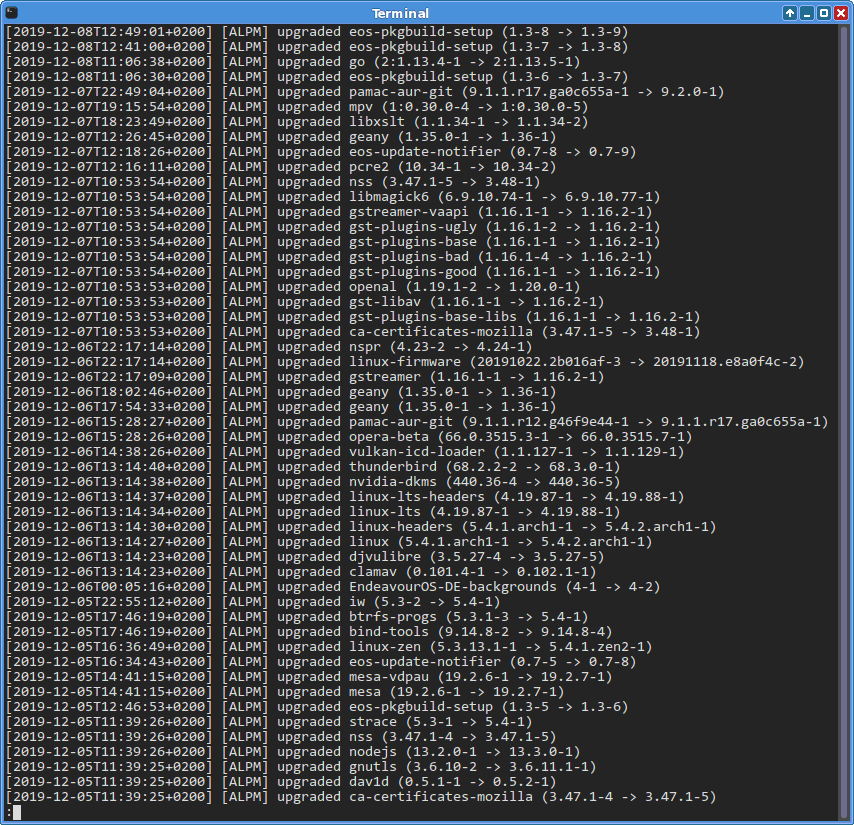 Terminal
[2019-12-08T12:49:01+0200] [ALPM] upgraded eos-pkgbuild-setup (1.3-8 -> 1.3-9)
[2019-12-08T12:41:00+0200] [ALPM] upgraded eos-pkgbuild-setup (1.3-7 -> 1.3-8)
[2019-12-08T11:06:38+0200] [ALPM] upgraded go (2:1.13.4-1 -> 2:1.13.5-1)
[2019-12-08T11:06:30+0200] [ALPM] upgraded eos-pkgbuild-setup (1.3-6 -> 1.3-7)
[2019-12-07T22:49:04+0200] [ALPM] upgraded pamac-aur-git (9.1.1.r17.ga0c655a-1 -> 9.2.0-1)
[2019-12-07T19:15:54+0200] [ALPM] upgraded mpv (1:0.30.0-4 -> 1:0.30.0-5)
[2019-12-07T18:23:49+0200] [ALPM] upgraded libxslt (1.1.34-1 -> 1.1.34-2)
[2019-12-07T12:26:45+0200] [ALPM] upgraded geany (1.35.0-1 -> 1.36-1)
[2019-12-07T12:18:26+0200] [ALPM] upgraded eos-update-notifier (0.7-8 -> 0.7-9)
[2019-12-07T12:16:11+0200] [ALPM] upgraded pcre2 (10.34-1 -> 10.34-2)
[2019-12-07T10:53:54+0200] [ALPM] upgraded nss (3.47.1-5 -> 3.48-1)
[2019-12-07T10:53:54+0200] [ALPM] upgraded libmagick6 (6.9.10.74-1 -> 6.9.10.77-1)
[2019-12-07T10:53:54+0200] [ALPM] upgraded gstreamer-vaapi (1.16.1-1 -> 1.16.2-1)
[2019-12-07T10:53:54+0200] [ALPM] upgraded gst-plugins-ugly (1.16.1-2 -> 1.16.2-1)
[2019-12-07T10:53:54+0200] [ALPM] upgraded gst-plugins-base (1.16.1-1 -> 1.16.2-1)
[2019-12-07T10:53:54+0200] [ALPM] upgraded gst-plugins-bad (1.16.1-4 -> 1.16.2-1)
[2019-12-07T10:53:54+0200] [ALPM] upgraded gst-plugins-good (1.16.1-1 -> 1.16.2-1)
[2019-12-07T10:53:53+0200] [ALPM] upgraded openal (1.19.1-2 -> 1.20.0-1)
[2019-12-07T10:53:53+0200] [ALPM] upgraded gst-libav (1.16.1-1 -> 1.16.2-1)
[2019-12-07T10:53:53+0200] [ALPM] upgraded gst-plugins-base-libs (1.16.1-1 -> 1.16.2-1)
[2019-12-07T10:53:53+0200] [ALPM] upgraded ca-certificates-mozilla (3.47.1-5 -> 3.48-1)
[2019-12-06T22:17:14+0200] [ALPM] upgraded nspr (4.23-2 -> 4.24-1)
[2019-12-06T22:17:14+0200] [ALPM] upgraded linux-firmware (20191022.2b016af-3 -> 20191118.e8a0f4c-2)
[2019-12-06T22:17:09+0200] [ALPM] upgraded gstreamer (1.16.1-1 -> 1.16.2-1)
[2019-12-06T18:02:46+0200] [ALPM] upgraded geany (1.35.0-1 -> 1.36-1)
[2019-12-06T17:54:33+0200] [ALPM] upgraded geany (1.35.0-1 -> 1.36-1)
[2019-12-06T15:28:27+0200] [ALPM] upgraded pamac-aur-git (9.1.1.r12.g46f9e44-1 -> 9.1.1.r17.ga0c655a-1)
[2019-12-06T15:28:26+0200] [ALPM] upgraded opera-beta (66.0.3515.3-1 -> 66.0.3515.7-1)
[2019-12-06T14:38:26+0200] [ALPM] upgraded vulkan-icd-loader (1.1.127-1 -> 1.1.129-1)
[2019-12-06T13:14:40+0200] [ALPM] upgraded thunderbird (68.2.2-2 -> 68.3.0-1)
[2019-12-06T13:14:38+0200] [ALPM] upgraded nvidia-dkms (440.36-4 -> 440.36-5)
[2019-12-06T13:14:37+0200] [ALPM] upgraded linux-lts-headers (4.19.87-1 -> 4.19.88-1)
[2019-12-06T13:14:34+0200] [ALPM] upgraded linux-lts (4.19.87-1 -> 4.19.88-1)
[2019-12-06T13:14:30+0200] [ALPM] upgraded linux-headers (5.4.1.arch1-1 -> 5.4.2.arch1-1)
[2019-12-06T13:14:27+0200] [ALPM] upgraded linux (5.4.1.arch1-1 -> 5.4.2.arch1-1)
[2019-12-06T13:14:23+0200] [ALPM] upgraded djvulibre (3.5.27-4 -> 3.5.27-5)
[2019-12-06T13:14:23+0200] [ALPM] upgraded clamav (0.101.4-1 -> 0.102.1-1)
[2019-12-06T00:05:16+0200] [ALPM] upgraded EndeavourOS-DE-backgrounds (4-1 -> 4-2)
[2019-12-05T22:55:12+0200] [ALPM] upgraded iw (5.3-2 -> 5.4-1)
[2019-12-05T17:46:19+0200] [ALPM] upgraded btrfs-progs (5.3.1-3 -> 5.4-1)
[2019-12-05T17:46:19+0200] [ALPM] upgraded bind-tools (9.14.8-2 -> 9.14.8-4)
[2019-12-05T16:36:49+0200] [ALPM] upgraded linux-zen (5.3.13.1-1 -> 5.4.1.zen2-1)
[2019-12-05T16:34:43+0200] [ALPM] upgraded eos-update-notifier (0.7-5 -> 0.7-8)
[2019-12-05T14:41:15+0200] [ALPM] upgraded mesa-vdpau (19.2.6-1 -> 19.2.7-1)
[2019-12-05T14:41:15+0200] [ALPM] upgraded mesa (19.2.6-1 -> 19.2.7-1)
[2019-12-05T12:46:53+0200] [ALPM] upgraded eos-pkgbuild-setup (1.3-5 -> 1.3-6)
[2019-12-05T11:39:26+0200] [ALPM] upgraded strace (5.3-1 -> 5.4-1)
[2019-12-05T11:39:26+0200] [ALPM] upgraded nss (3.47.1-4 -> 3.47.1-5)
[2019-12-05T11:39:26+0200] [ALPM] upgraded nodejs (13.2.0-1 -> 13.3.0-1)
[2019-12-05T11:39:25+0200] [ALPM] upgraded gnutls (3.6.10-2 -> 3.6.11.1-1)
[2019-12-05T11:39:25+0200] [ALPM] upgraded dav1d (0.5.1-1 -> 0.5.2-1)
[2019-12-05T11:39:25+0200] [ALPM] upgraded ca-certificates-mozilla (3.47.1-4 -> 3.47.1-5)
: